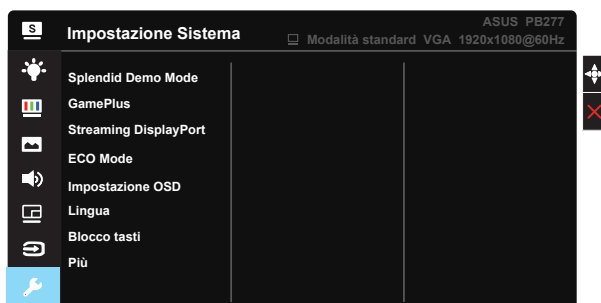 S
Impostazione Sistema
ASUS PB277
Modalità standard VGA 1920x1080@60Hz
Splendid Demo Mode
GamePlus
Streaming DisplayPort
ECO Mode
Impostazione OSD
Lingua
Blocco tasti
Più